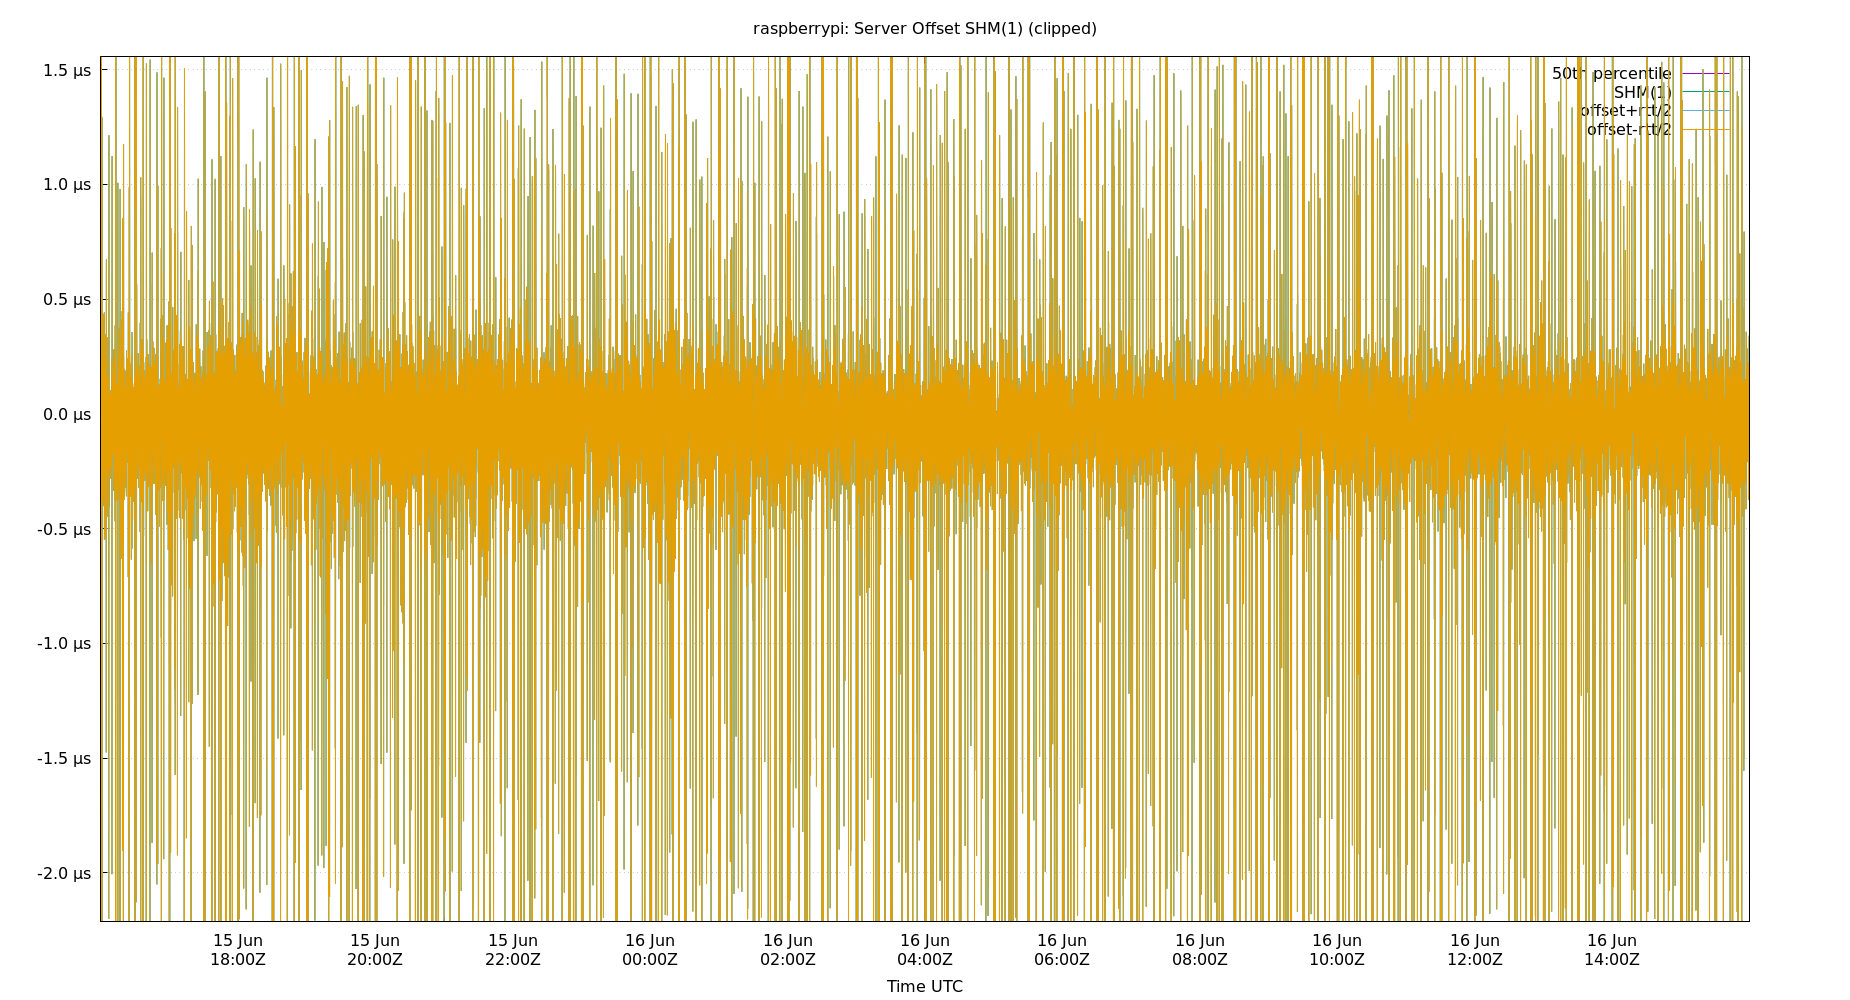 raspberrypi: Server Offset SHM(1) (clipped)
1.5 µs
1.0 µs
0.5 µs
0.0 µs
-0.5 µs
-1.0 µs
-1.5 µs
-2.0 µs
50th percentile
SHM(1)
offset+rtt/2
offset-rtt/2
15 Jun 15 Jun 15 Jun 16 Jun 16 Jun 16 Jun 16 Jun 16 Jun 16 Jun 16 Jun 16 Jun
18:00Z 20:00Z 22:00Z 00:00Z 02:00Z 04:00Z 06:00Z 08:00Z 10:00Z 12:00Z 14:00Z
Time UTC